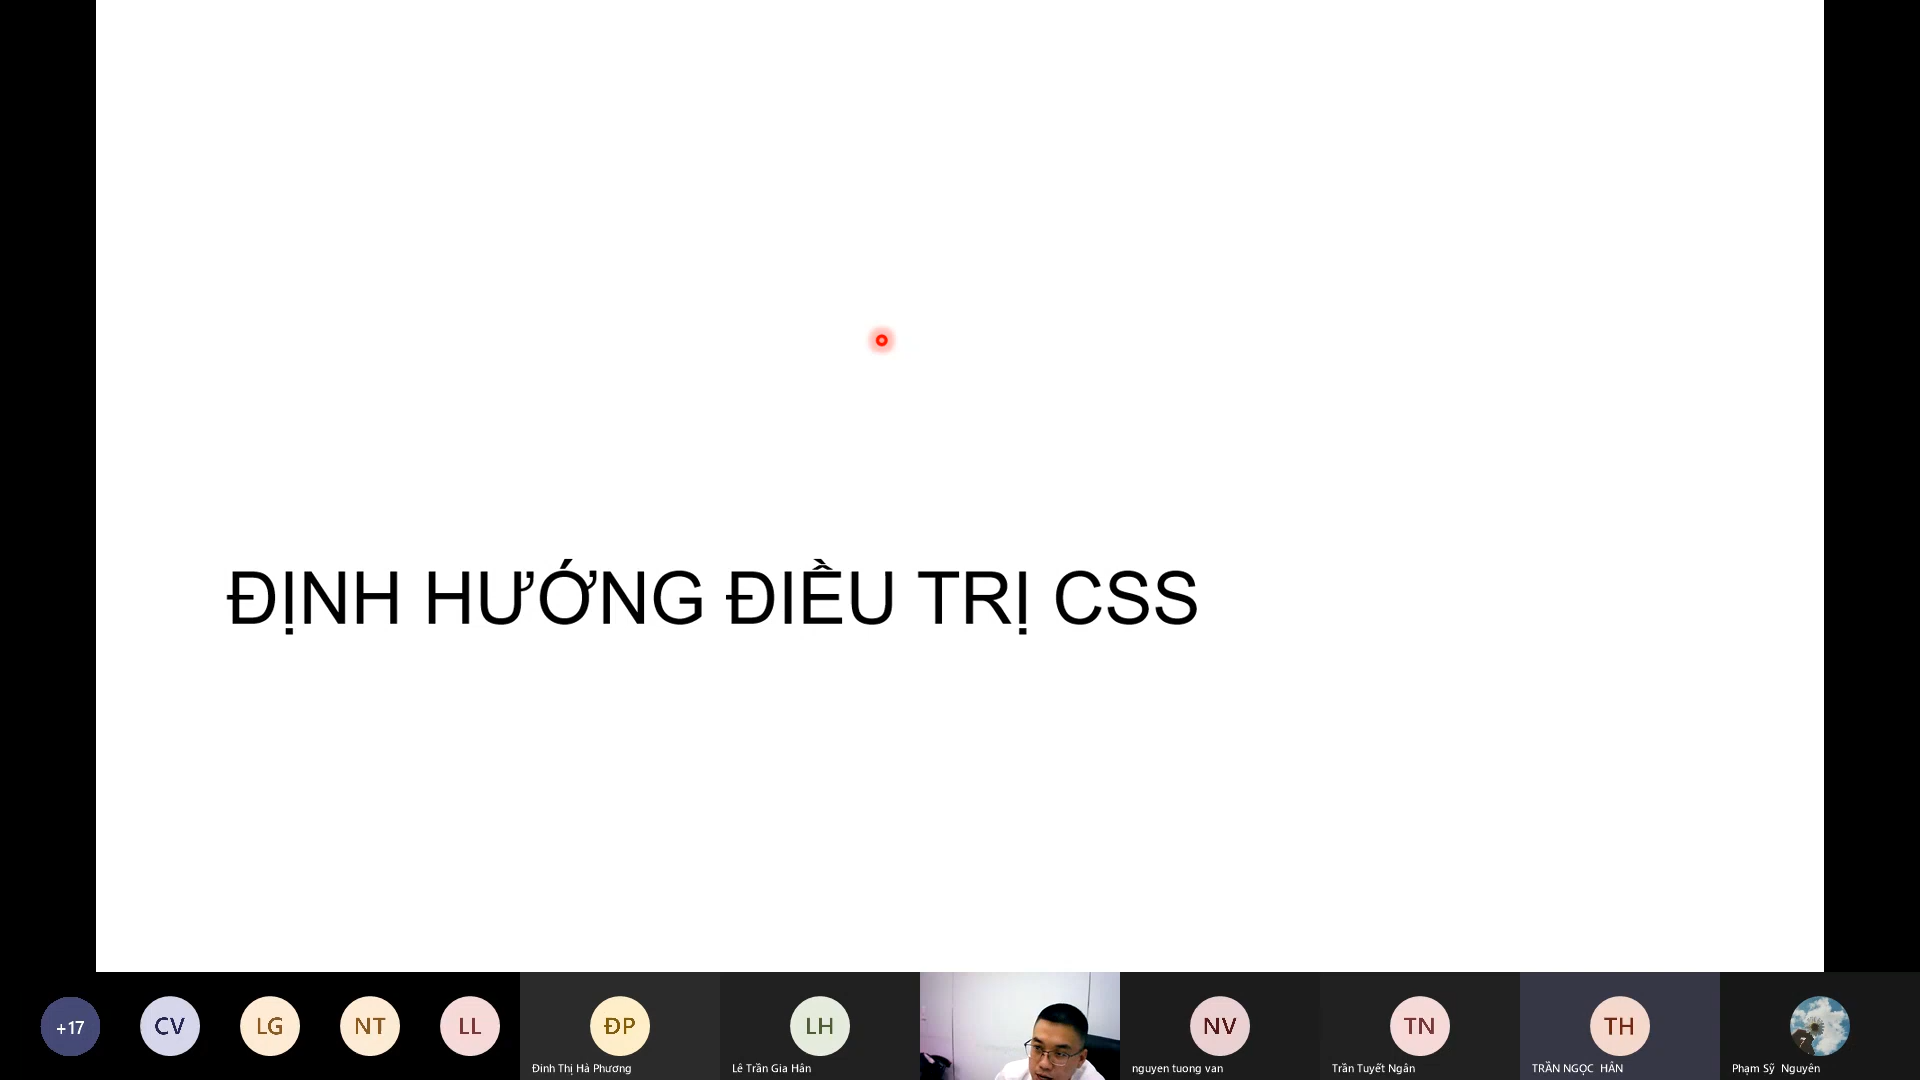 ĐỊNH HƯỚNG ĐIỀU TRỊ CSS
+17
CV
LG
NT
LL
ĐP
LH
NV
TN
TH
Đinh Thị Hà Phương
Lê Trần Gia Hân
nguyen tuong van
Trần Tuyết Ngân
TRẦN NGỌC HÂN
Phạm Sỹ Nguyên